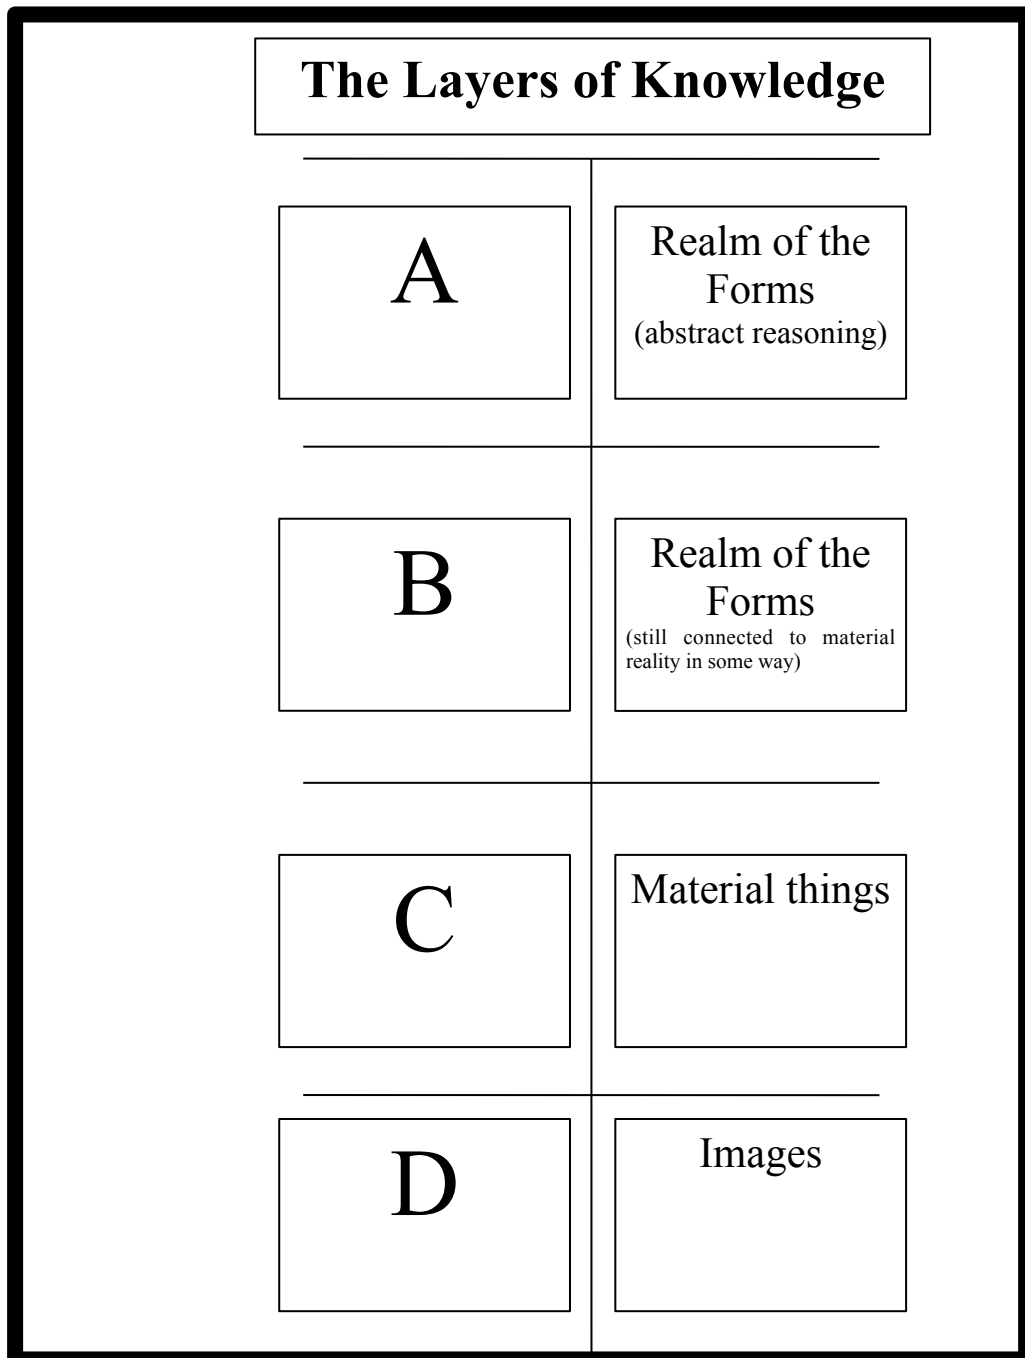 The Layers of Knowledge
A
Realm of the
Forms
(abstract reasoning)
B
Realm of the
Forms
(still connected to material
reality in some way)
C
Material things
D
Images